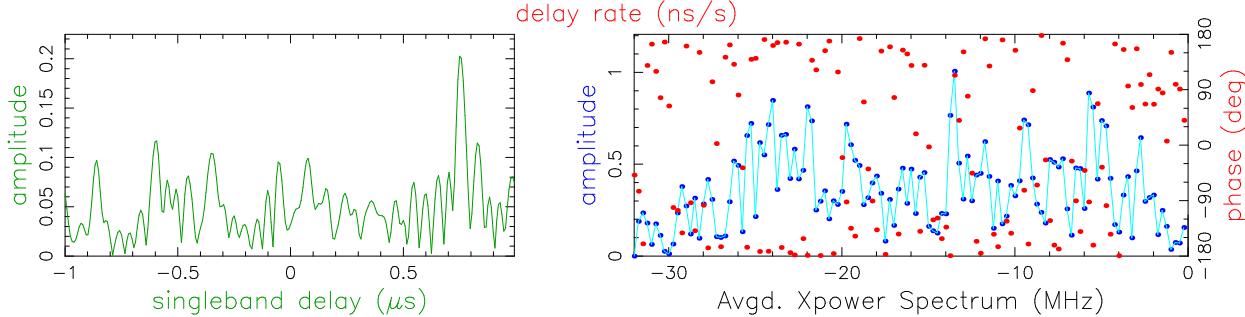 delay rate (ns/s)
amplitude
0 0.05 0.1 0.15 0.2
−1 −0.5 0 0.5
singleband delay (μs)
amplitude
0 0.5 1
−30 −20 −10 0
Avgd. Xpower Spectrum (MHz)
−180 −90 0 90 180
phase (deg)